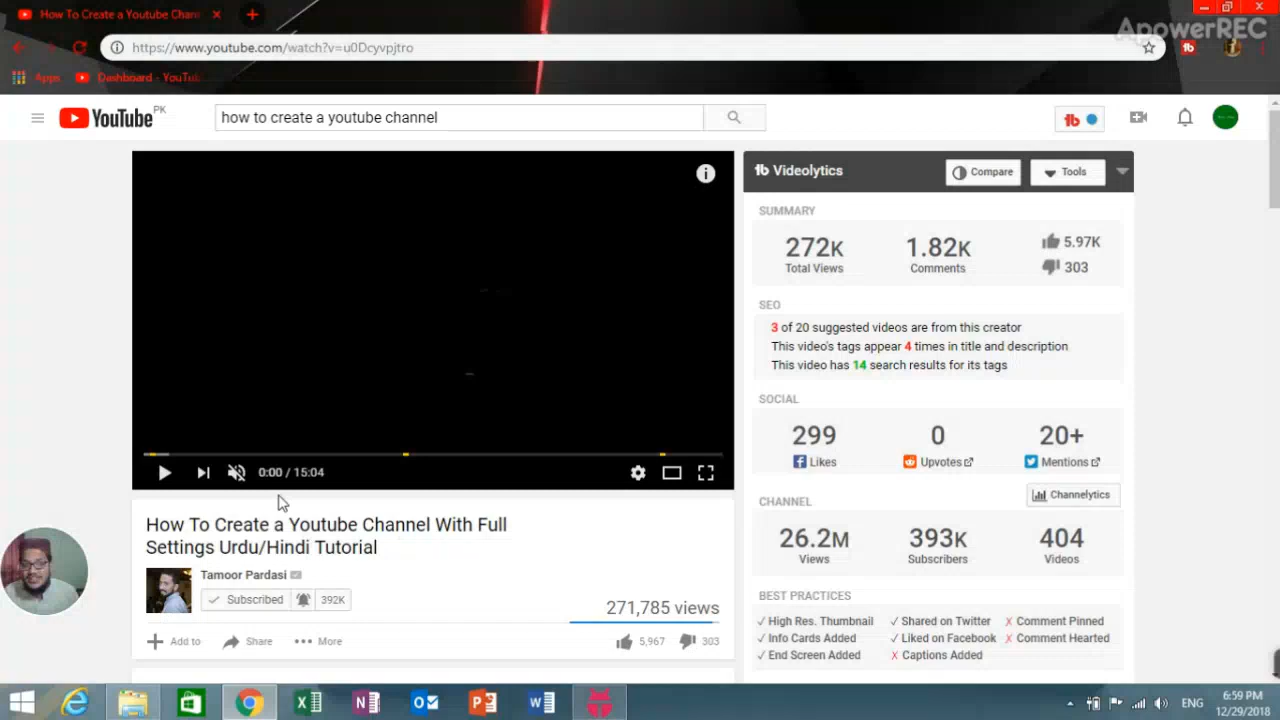 How To Create a Youtube Chann
ApowerREC
https://www.youtube.com/watch?v=u0Dcyvpjtro
Apps
Dashboard - YouTub
YouTube PK
how to create a youtube channel
Videolytics
Compare
Tools
SUMMARY
272K
1.82K
5.97K
Total Views
Comments
303
SEO
3 of 20 suggested videos are from this creator
This video's tags appear 4 times in title and description
This video has 14 search results for its tags
SOCIAL
299
0
20+
Likes
Upvotes
Mentions
0:00 / 15:04
CHANNEL
Channelytics
26.2M
393K
404
Views
Subscribers
Videos
How To Create a Youtube Channel With Full
Settings Urdu/Hindi Tutorial
Tamoor Pardasi
Subscribed
392K
271,785 views
Add to
Share
More
5,967
303
BEST PRACTICES
✓ High Res. Thumbnail
✓ Shared on Twitter
✗ Comment Pinned
✓ Info Cards Added
✓ Liked on Facebook
✗ Comment Hearted
✓ End Screen Added
✗ Captions Added
ENG
6:59 PM
12/29/2018